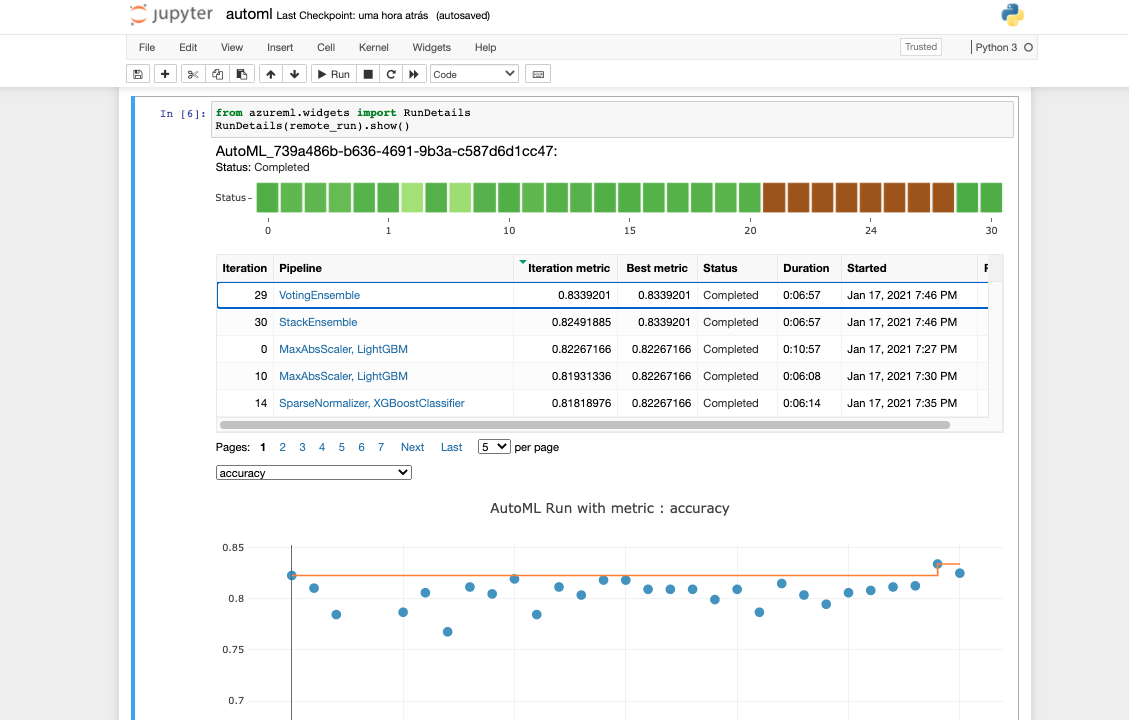 jupyter automl Last Checkpoint: uma hora atrás (autosaved)
File Edit View Insert Cell Kernel Widgets Help Trusted Python 3
Run Code
In [6]: from azureml.widgets import RunDetails
RunDetails(remote_run).show()
AutoML_739a486b-b636-4691-9b3a-c587d6d1cc47:
Status: Completed
Status
0 1 10 15 20 24 30
Iteration Pipeline Iteration metric Best metric Status Duration Started
29 VotingEnsemble 0.8339201 0.8339201 Completed 0:06:57 Jan 17, 2021 7:46 PM
30 StackEnsemble 0.82491885 0.8339201 Completed 0:06:57 Jan 17, 2021 7:46 PM
0 MaxAbsScaler, LightGBM 0.82267166 0.82267166 Completed 0:10:57 Jan 17, 2021 7:27 PM
10 MaxAbsScaler, LightGBM 0.81931336 0.82267166 Completed 0:06:08 Jan 17, 2021 7:30 PM
14 SparseNormalizer, XGBoostClassifier 0.81818976 0.82267166 Completed 0:06:14 Jan 17, 2021 7:35 PM
Pages: 1 2 3 4 5 6 7 Next Last 5 per page
accuracy
AutoML Run with metric : accuracy
0.85
0.8
0.75
0.7